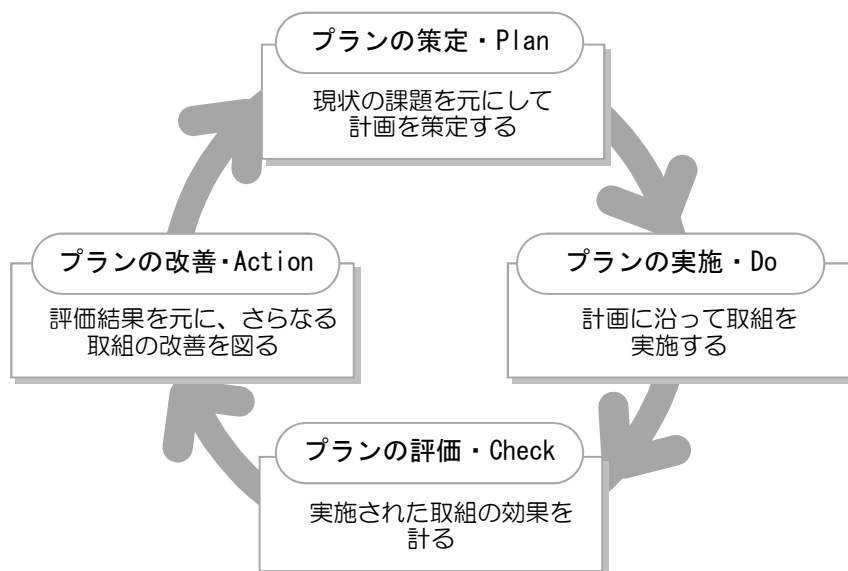 プランの策定・Plan
現状の課題を元にして
計画を策定する
プランの改善・Action
評価結果を元に、さらなる
取組の改善を図る
プランの実施・Do
計画に沿って取組を
実施する
プランの評価・Check
実施された取組の効果を
計る